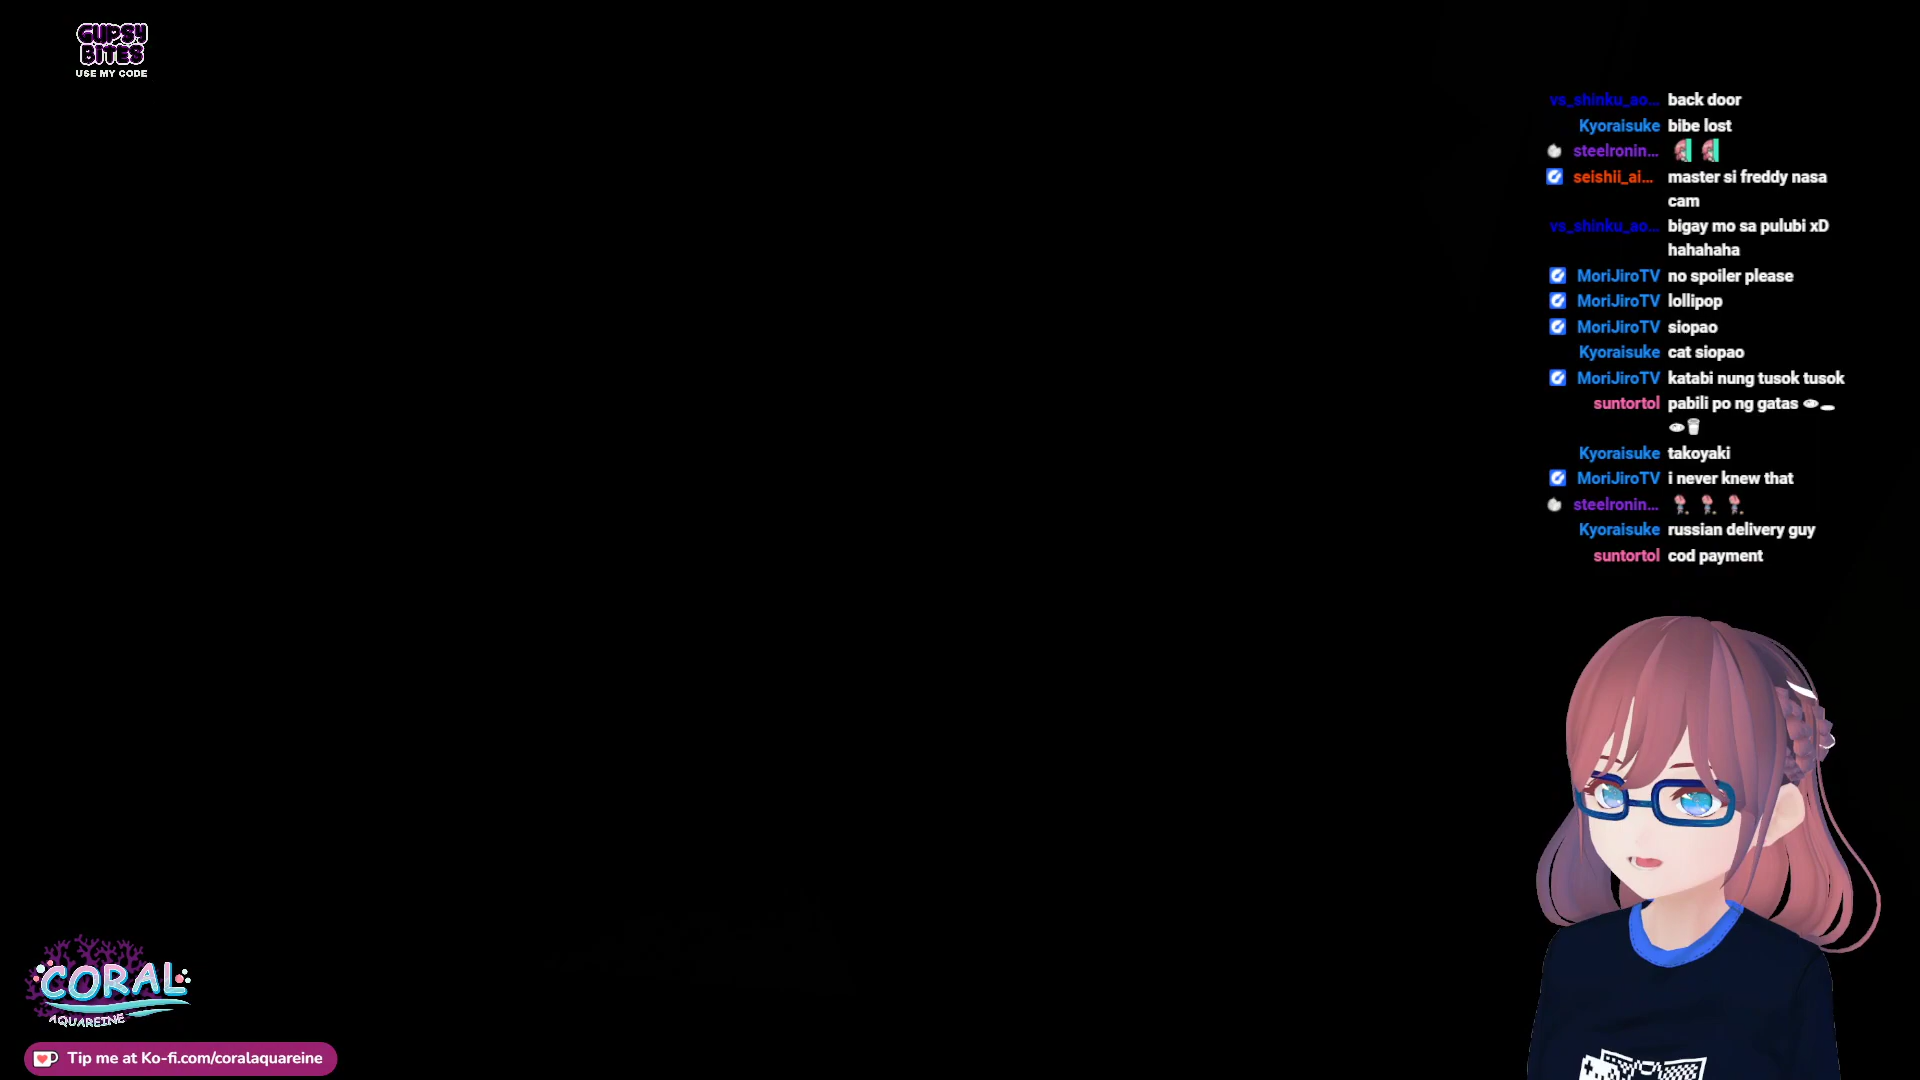 GUPSY
BITES
USE MY CODE
vs_shinku_ao... back door
Kyoraisuke bibe lost
steelronin...
seishii_ai... master si freddy nasa
cam
vs_shinku_ao... bigay mo sa pulubi xD
hahahaha
MoriJiroTV no spoiler please
MoriJiroTV lollipop
MoriJiroTV siopao
Kyoraisuke cat siopao
MoriJiroTV katabi nung tusok tusok
suntortol pabili po ng gatas 👁️👄
👁️🥛
Kyoraisuke takoyaki
MoriJiroTV i never knew that
steelronin...
Kyoraisuke russian delivery guy
suntortol cod payment
CORAL
AQUAREINE
Tip me at Ko-fi.com/coralaquareine